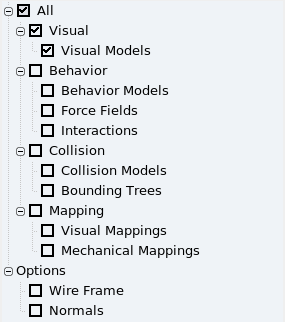 All
Visual
Visual Models
Behavior
Behavior Models
Force Fields
Interactions
Collision
Collision Models
Bounding Trees
Mapping
Visual Mappings
Mechanical Mappings
Options
Wire Frame
Normals